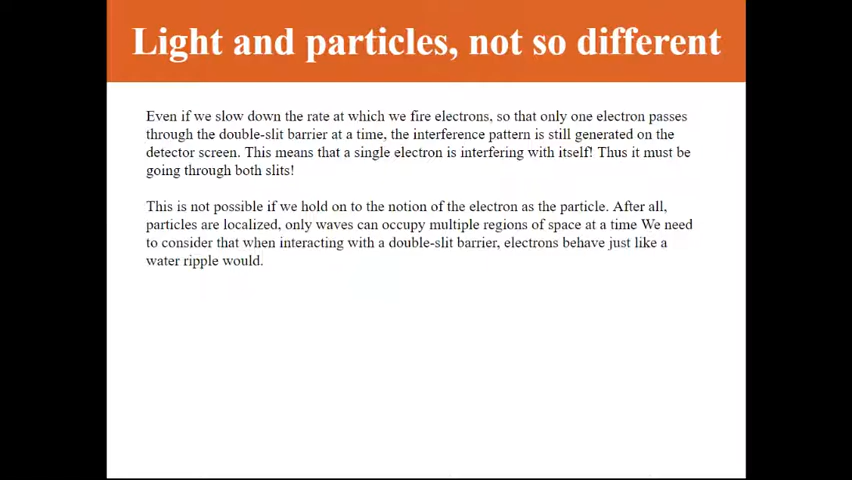 Light and particles, not so different
Even if we slow down the rate at which we fire electrons, so that only one electron passes
through the double-slit barrier at a time, the interference pattern is still generated on the
detector screen. This means that a single electron is interfering with itself! Thus it must be
going through both slits!
This is not possible if we hold on to the notion of the electron as the particle. After all,
particles are localized, only waves can occupy multiple regions of space at a time We need
to consider that when interacting with a double-slit barrier, electrons behave just like a
water ripple would.